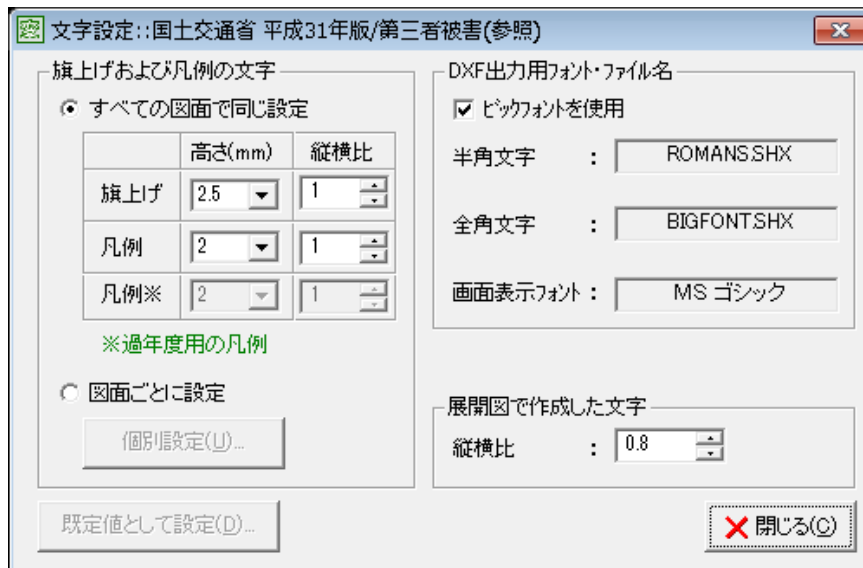 文字設定::国土交通省 平成31年版/第三者被害(参照)
旗上げおよび凡例の文字
すべての図面で同じ設定
高さ(mm) 縦横比
旗上げ 2.5 1
凡例 2 1
凡例※ 2 1
※過年度用の凡例
図面ごとに設定
個別設定(U)...
既定値として設定(D)...
DXF出力用フォント・ファイル名
ビックフォントを使用
半角文字 : ROMANS.SHX
全角文字 : BIGFONT.SHX
画面表示フォント : MS ゴシック
展開図で作成した文字
縦横比 : 0.8
閉じる(C)